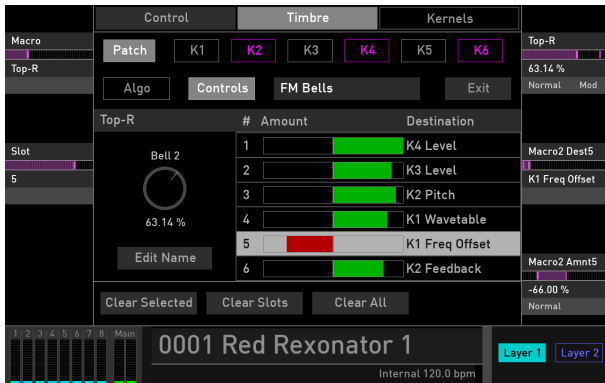 Control Timbre Kernels
Macro
Top-R
Patch K1 K2 K3 K4 K5 K6
Top-R
63.14 %
Normal Mod
Algo Controls FM Bells Exit
Top-R
# Amount Destination
Bell 2
63.14 %
Edit Name
1 K4 Level
2 K3 Level
3 K2 Pitch
4 K1 Wavetable
5 K1 Freq Offset
6 K2 Feedback
Slot
5
Macro2 Dest5
K1 Freq Offset
Macro2 Amnt5
-66.00 %
Normal
Clear Selected Clear Slots Clear All
1 2 3 4 5 6 7 8 Main
0001 Red Rexonator 1
Internal 120.0 bpm
Layer 1 Layer 2